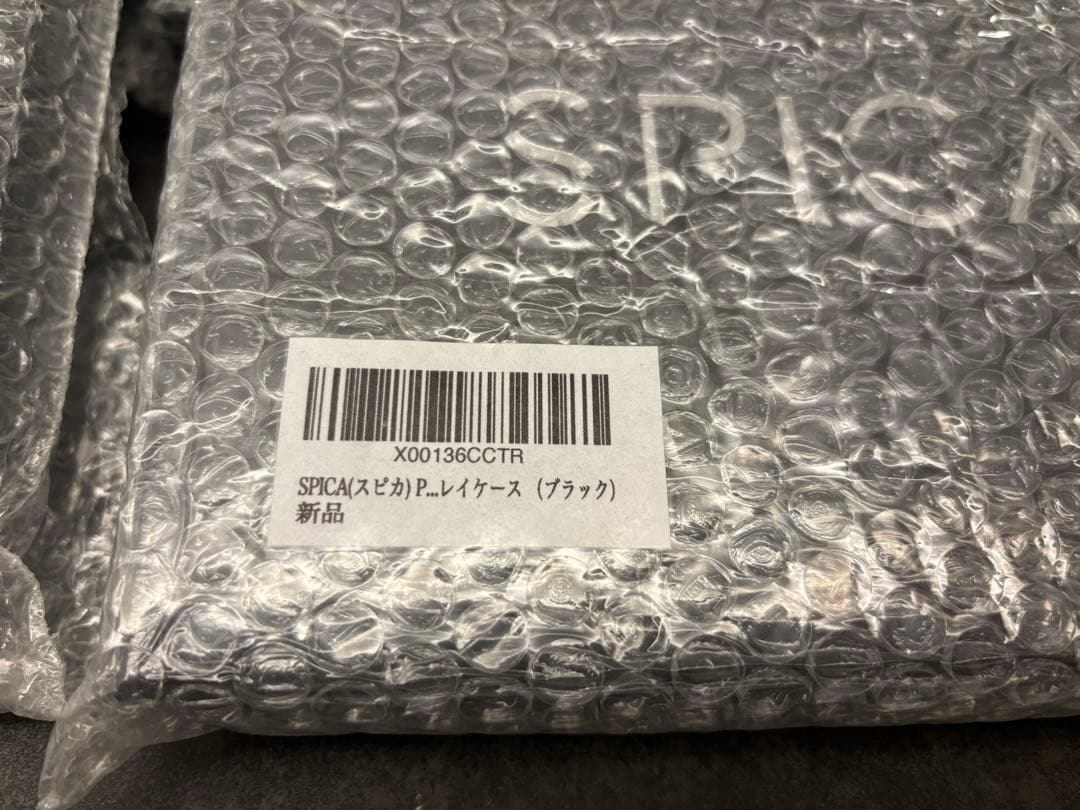 SPICA
X00136CCTR
SPICA(スピカ) P...レイケース （ブラック）
新品